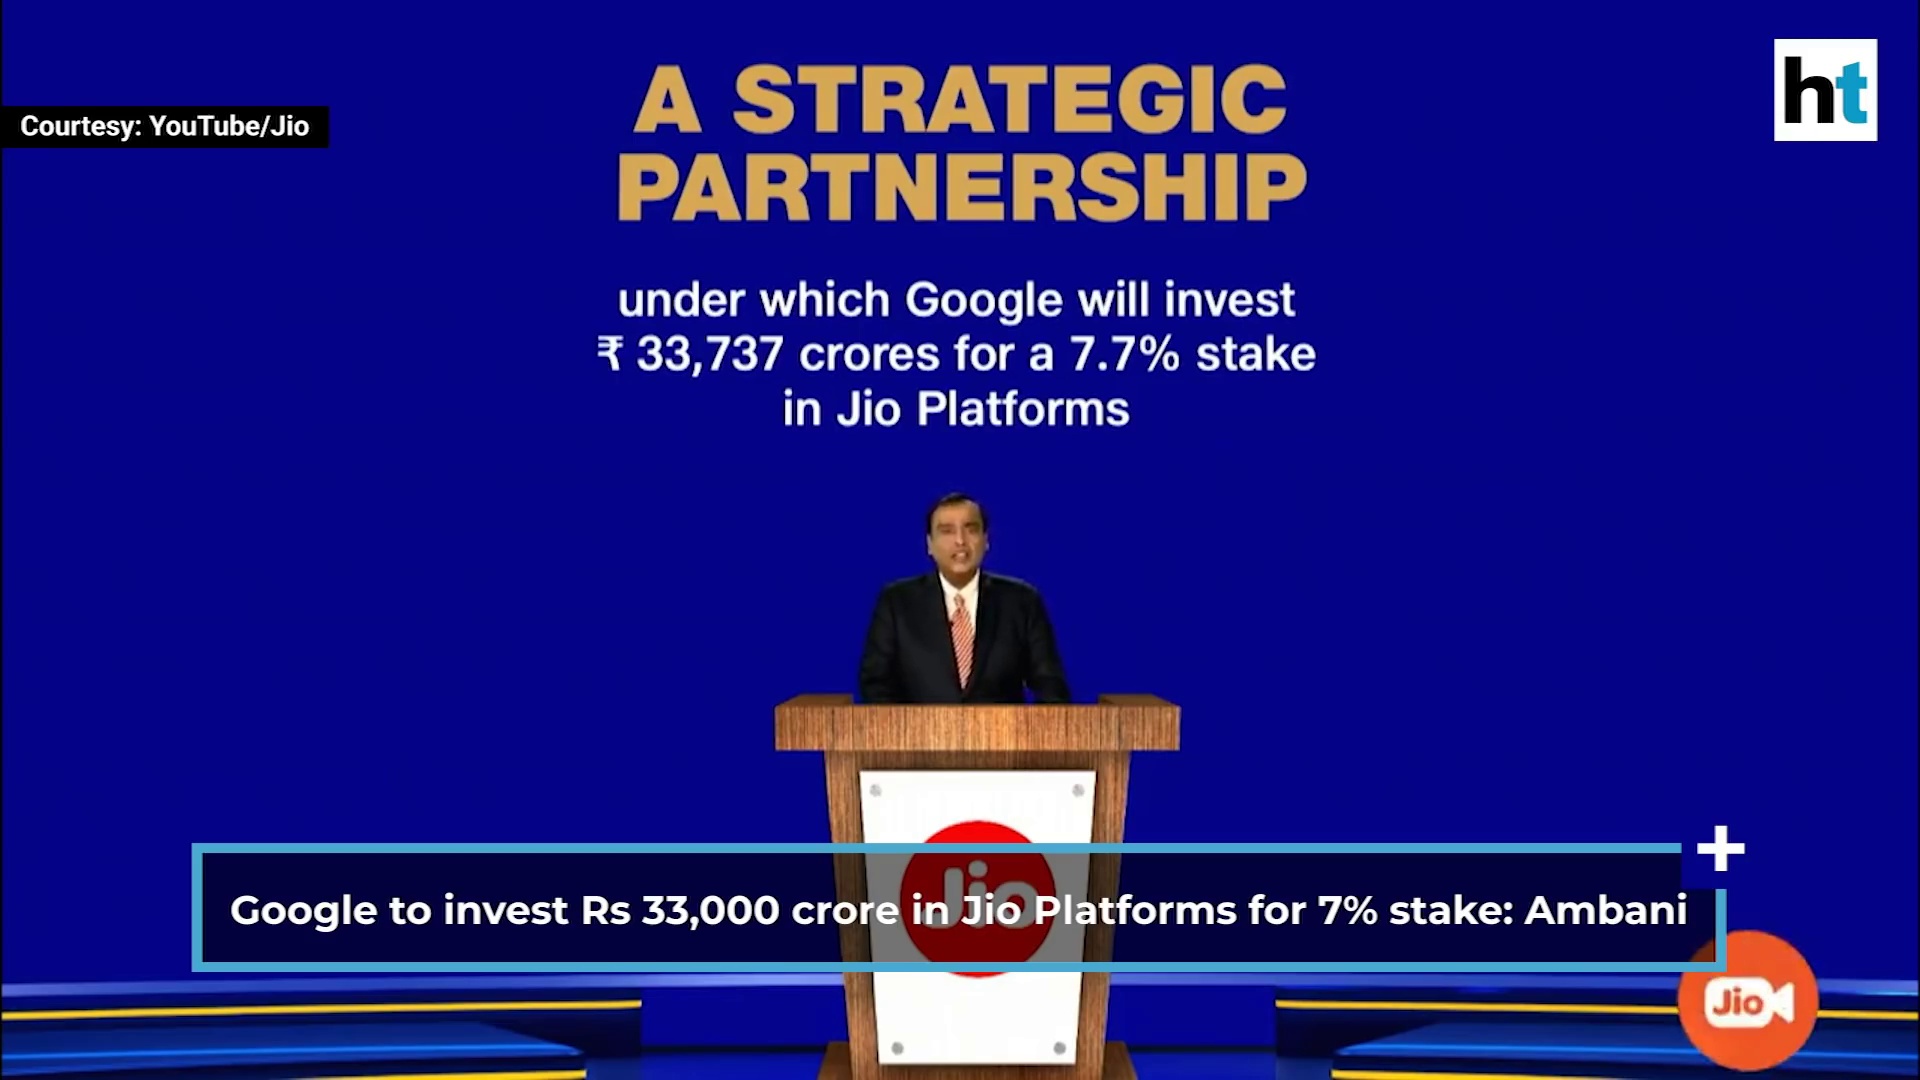 A STRATEGIC
PARTNERSHIP
ht
Courtesy: YouTube/Jio
under which Google will invest
₹ 33,737 crores for a 7.7% stake
in Jio Platforms
Jio
Google to invest Rs 33,000 crore in Jio Platforms for 7% stake: Ambani
Jio